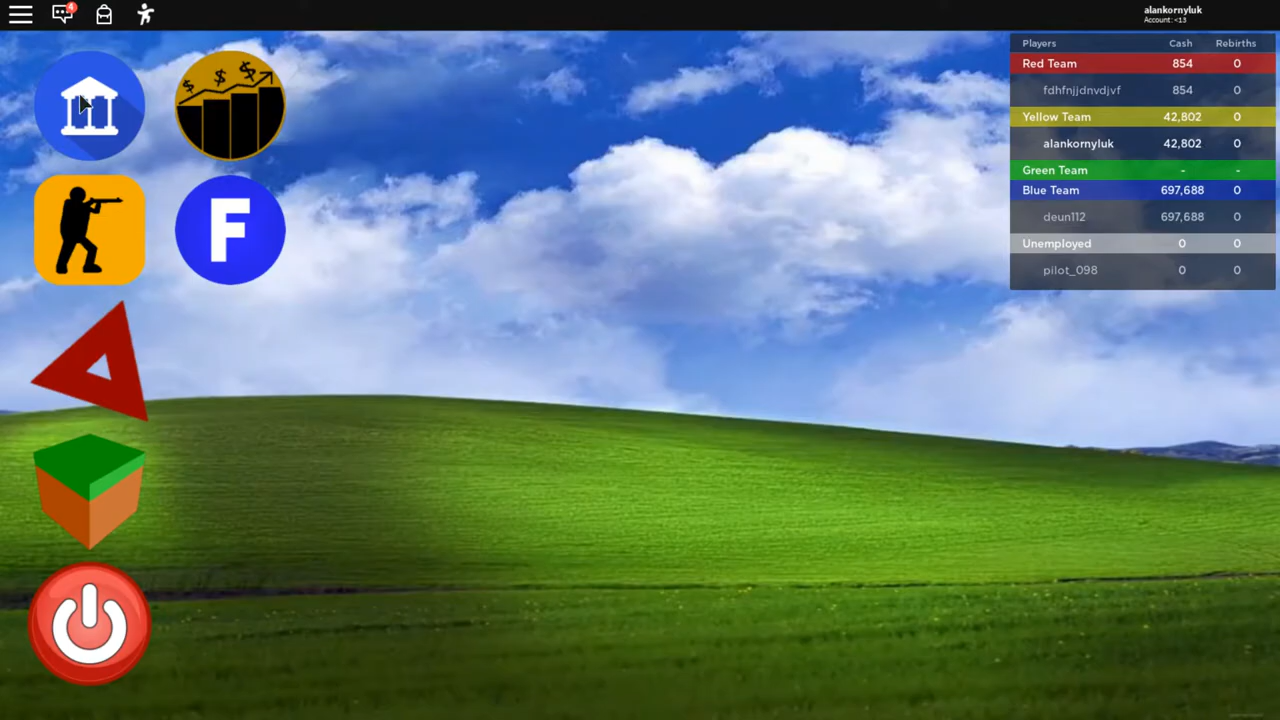 4
alankornyluk
Account: <13
Players Cash Rebirths
Red Team 854 0
fdhfnjjdnvdjvf 854 0
Yellow Team 42,802 0
alankornyluk 42,802 0
Green Team - -
Blue Team 697,688 0
deun112 697,688 0
Unemployed 0 0
pilot_098 0 0
$ $ $
F